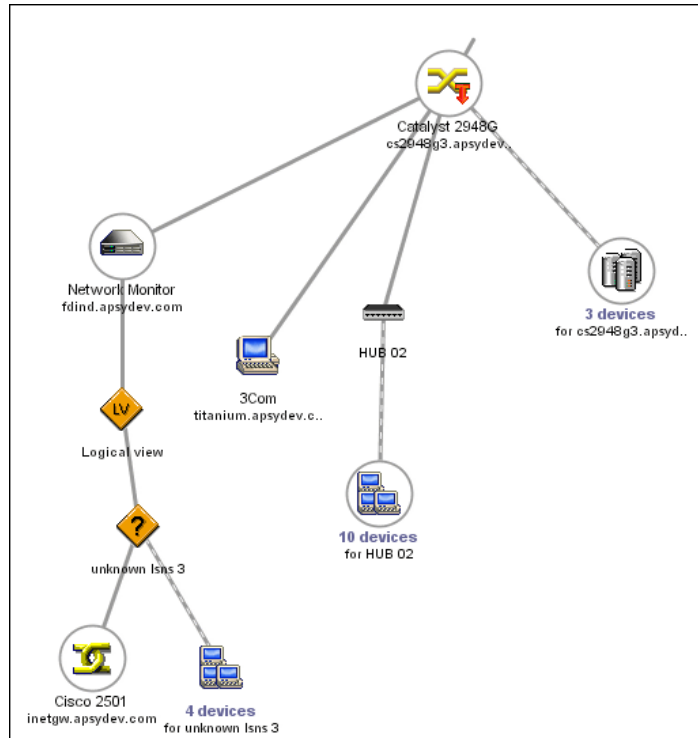 Catalyst 2948G
cs2948g3.apsydev..
Network Monitor
fdind.apsydev.com
3 devices
for cs2948g3.apsyd..
HUB 02
3Com
titanium.apsydev.c..
LV
Logical view
10 devices
for HUB 02
?
unknown lsns 3
Cisco 2501
inetgw.apsydev.com
4 devices
for unknown lsns 3